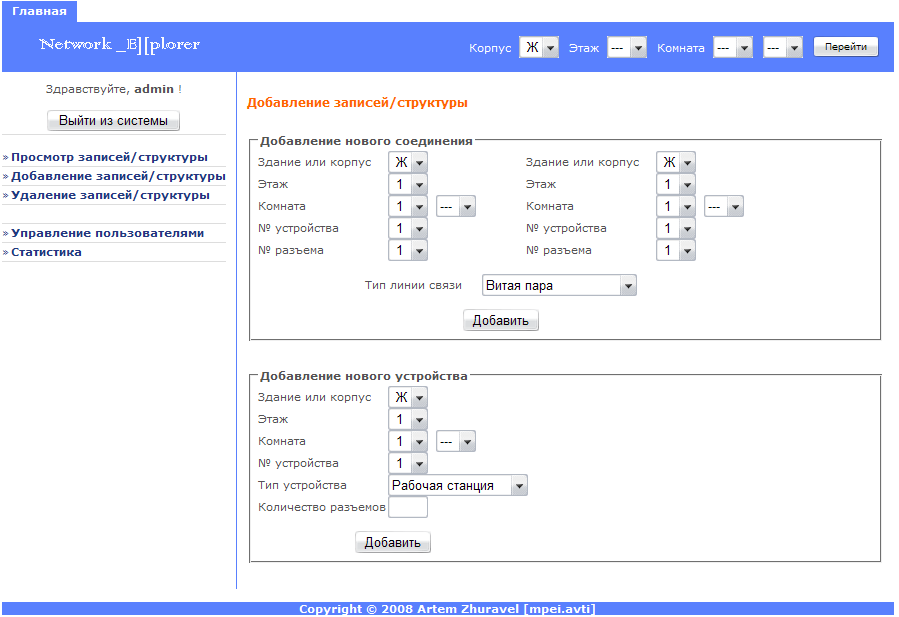 Главная
Network _E][plorer Корпус Ж Этаж --- Комната --- --- Перейти
Здравствуйте, admin !
Выйти из системы
» Просмотр записей/структуры
» Добавление записей/структуры
» Удаление записей/структуры
» Управление пользователями
» Статистика
Добавление записей/структуры
Добавление нового соединения
Здание или корпус Ж Здание или корпус Ж
Этаж 1 Этаж 1
Комната 1 --- Комната 1 ---
№ устройства 1 № устройства 1
№ разъема 1 № разъема 1
Тип линии связи Витая пара
Добавить
Добавление нового устройства
Здание или корпус Ж
Этаж 1
Комната 1 ---
№ устройства 1
Тип устройства Рабочая станция
Количество разъемов
Добавить
Copyright © 2008 Artem Zhuravel [mpei.avti]